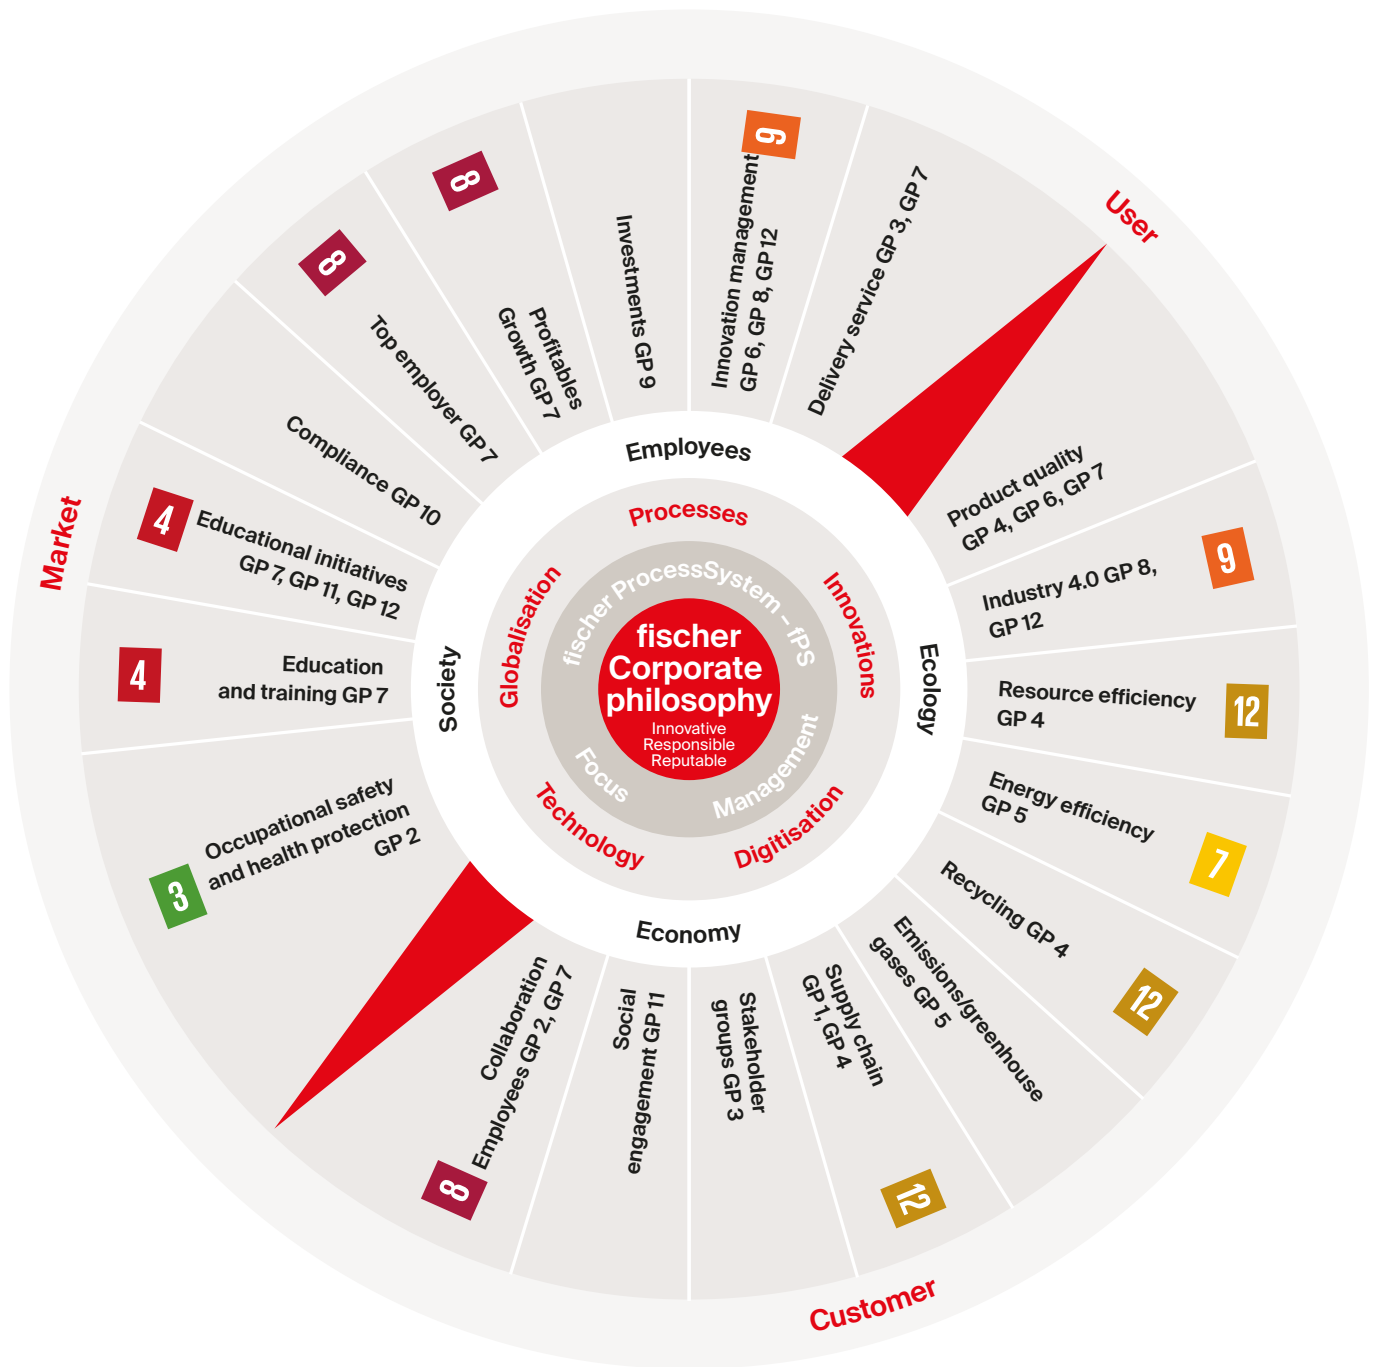 User
Market
Customer
9
Innovation management
GP 6, GP 8, GP 12
Delivery service GP 3, GP 7
Product quality
GP 4, GP 6, GP 7
Industry 4.0 GP 8,
GP 12
9
Resource efficiency
GP 4
12
Energy efficiency
GP 5
7
Recycling GP 4
12
Emissions/greenhouse
gases GP 5
Supply chain
GP 1, GP 4
12
Stakeholder
groups GP 3
Social
engagement GP 11
Collaboration
Employees GP 2, GP 7
8
Occupational safety
and health protection
GP 2
3
Education
and training GP 7
4
Educational initiatives
GP 7, GP 11, GP 12
4
Compliance GP 10
Top employer GP 7
8
Profitables
Growth GP 7
8
Investments GP 9
Employees
Ecology
Economy
Society
Processes
Innovations
Digitisation
Technology
Globalisation
fischer ProcessSystem – fPS
Management
Focus
fischer
Corporate
philosophy
Innovative
Responsible
Reputable